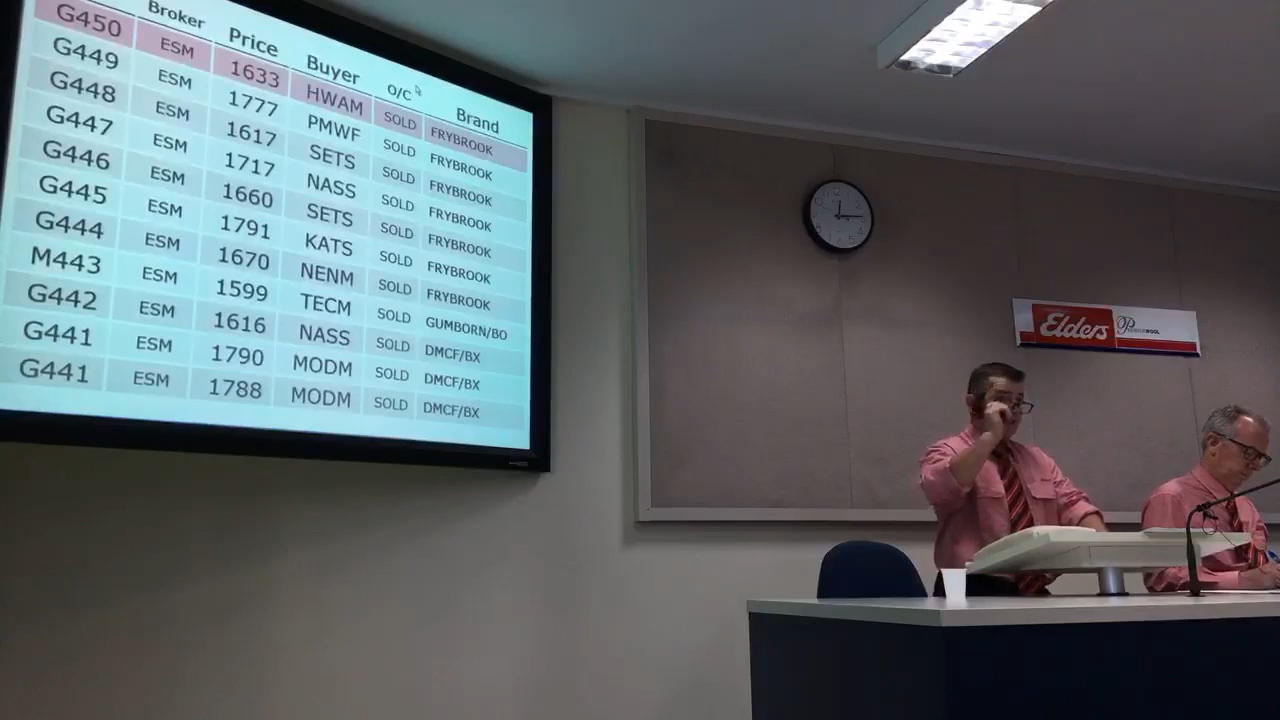 Broker Price Buyer O/C Brand
G450 ESM 1633 HWAM SOLD FRYBROOK
G449 ESM 1777 PMWF SOLD FRYBROOK
G448 ESM 1617 SETS SOLD FRYBROOK
G447 ESM 1717 NASS SOLD FRYBROOK
G446 ESM 1660 SETS SOLD FRYBROOK
G445 ESM 1791 KATS SOLD FRYBROOK
G444 ESM 1670 NENM SOLD FRYBROOK
M443 ESM 1599 TECM SOLD GUMBORN/BO
G442 ESM 1616 NASS SOLD DMCF/BX
G441 ESM 1790 MODM SOLD DMCF/BX
G441 ESM 1788 MODM SOLD DMCF/BX
Elders